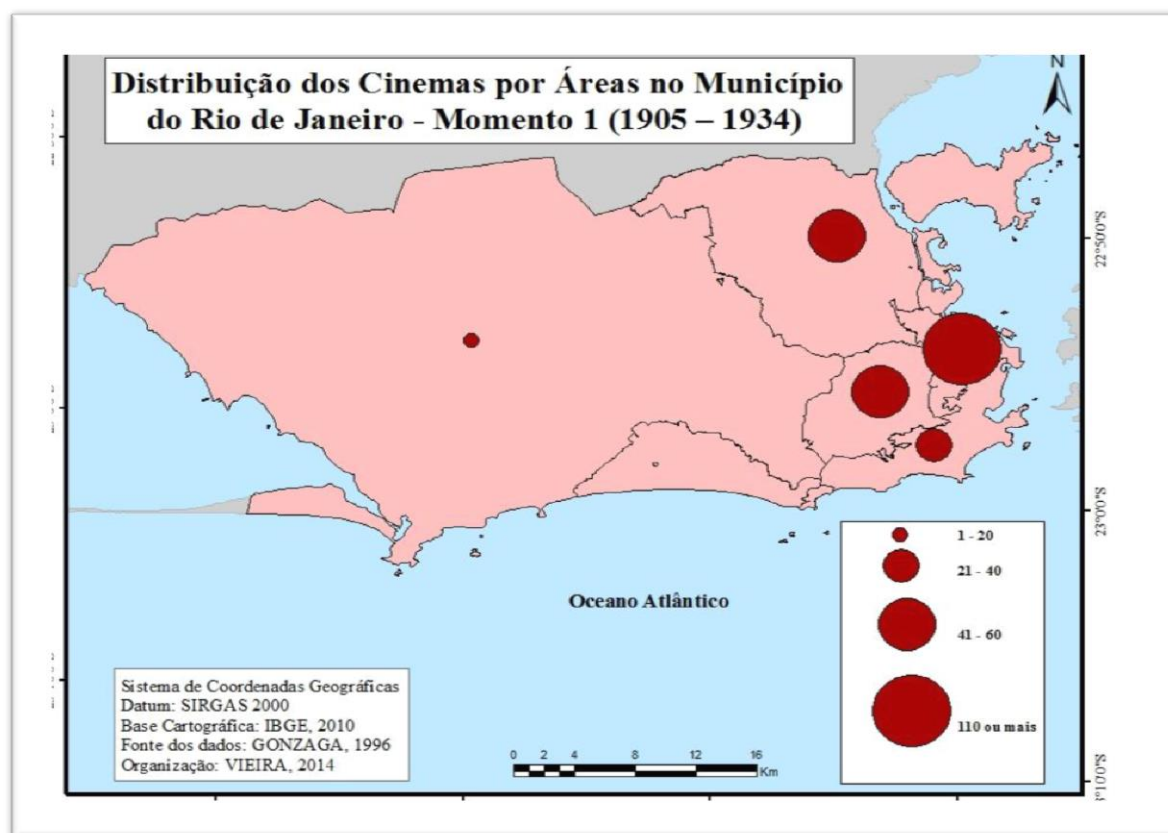 Distribuição dos Cinemas por Áreas no Município
do Rio de Janeiro - Momento 1 (1905 – 1934)
N
22°50'0"S
23°0'0"S
Oceano Atlântico
1 - 20
21 - 40
41 - 60
110 ou mais
Sistema de Coordenadas Geográficas
Datum: SIRGAS 2000
Base Cartográfica: IBGE, 2010
Fonte dos dados: GONZAGA, 1996
Organização: VIEIRA, 2014
0 2 4 8 12 16
Km